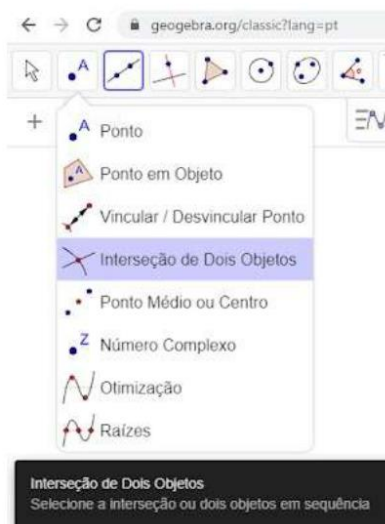 geogebra.org/classic?lang=pt
A
Ponto
A
Ponto em Objeto
Vincular / Desvincular Ponto
Interseção de Dois Objetos
Ponto Médio ou Centro
Z
Número Complexo
Otimização
Raízes
Interseção de Dois Objetos
Selecione a interseção ou dois objetos em sequência